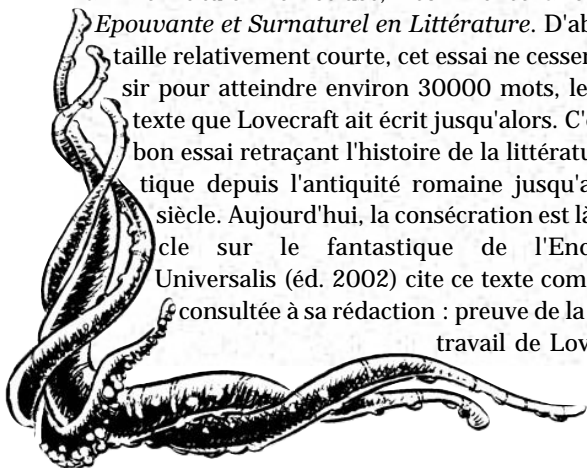 Epouvante et Surnaturel en Littérature. D'ab
taille relativement courte, cet essai ne cesser
sir pour atteindre environ 30000 mots, le
texte que Lovecraft ait écrit jusqu'alors. C'
bon essai retraçant l'histoire de la littératu
tique depuis l'antiquité romaine jusqu'a
siècle. Aujourd'hui, la consécration est là
cle sur le fantastique de l'Enc
Universalis (éd. 2002) cite ce texte com
consultée à sa rédaction : preuve de la
travail de Lov